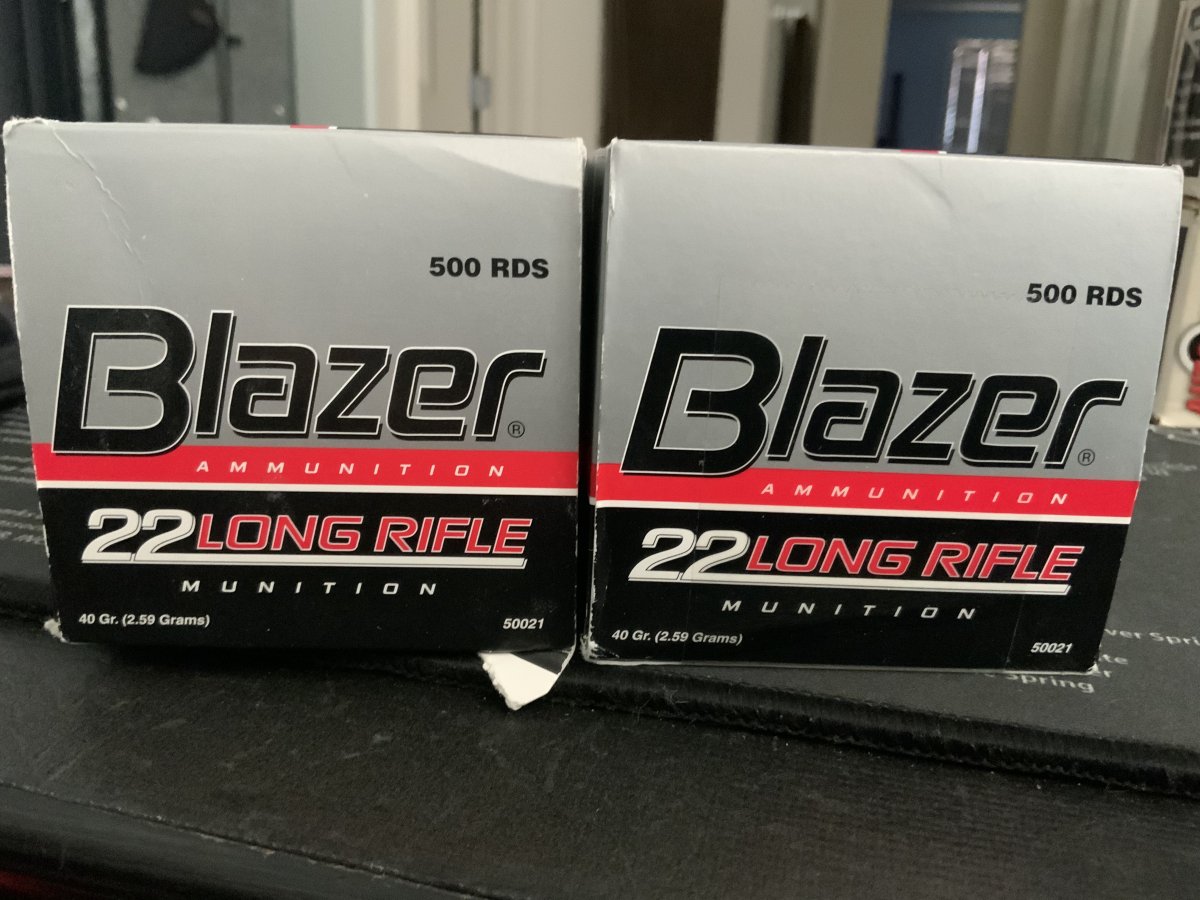 500 RDS
Blazer®
AMMUNITION
22 LONG RIFLE
MUNITION
40 Gr. (2.59 Grams)
50021
500 RDS
Blazer®
AMMUNITION
22 LONG RIFLE
MUNITION
40 Gr. (2.59 Grams)
50021
Spring